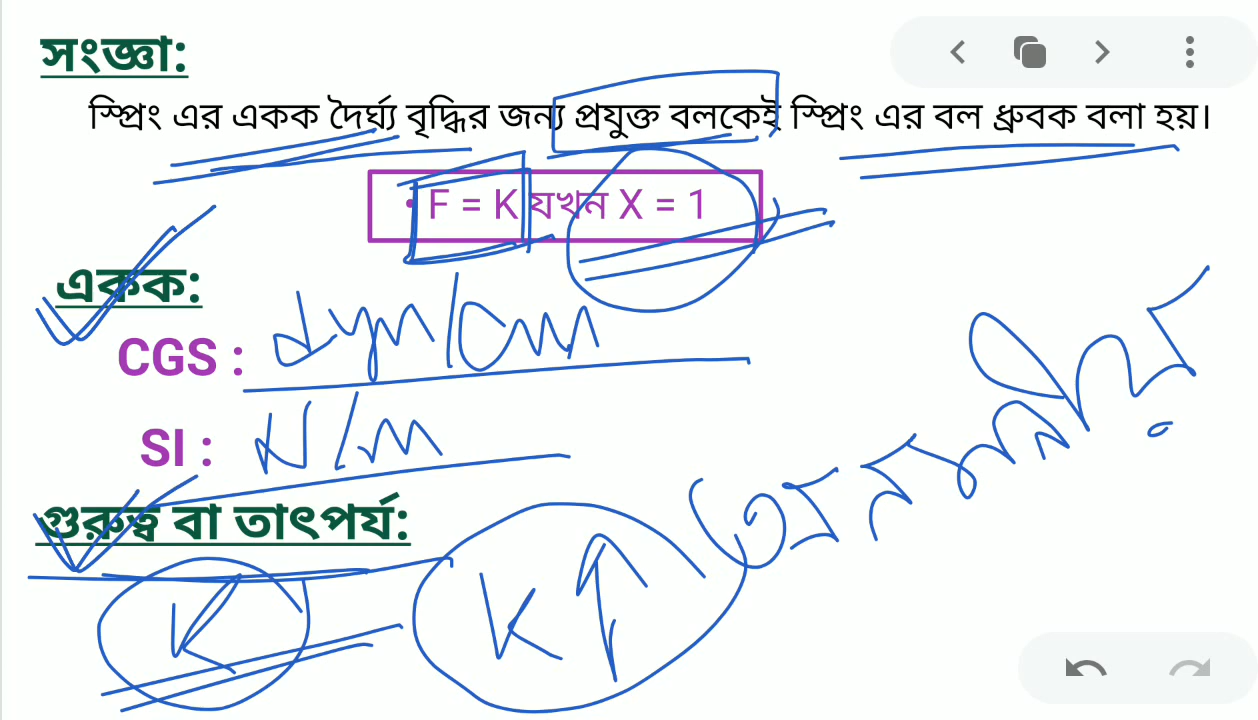 সংজ্ঞা:
স্প্রিং এর একক দৈর্ঘ্য বৃদ্ধির জন্য প্রযুক্ত বলকেই স্প্রিং এর বল ধ্রুবক বলা হয়।
• F = K যখন X = 1
একক:
CGS : dyn/cm
SI : N/m
গুরুত্ব বা তাৎপর্য:
K
K↑